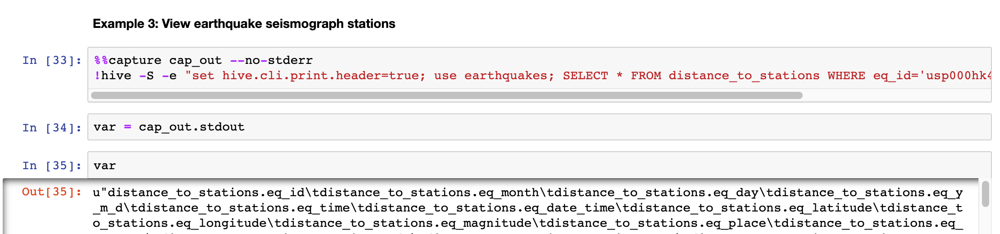 Example 3: View earthquake seismograph stations
In [33]:
%%capture cap_out --no-stderr
!hive -S -e "set hive.cli.print.header=true; use earthquakes; SELECT * FROM distance_to_stations WHERE eq_id='usp000hk4
In [34]:
var = cap_out.stdout
In [35]:
var
Out[35]:
u"distance_to_stations.eq_id\tdistance_to_stations.eq_month\tdistance_to_stations.eq_day\tdistance_to_stations.eq_y
_m_d\tdistance_to_stations.eq_time\tdistance_to_stations.eq_date_time\tdistance_to_stations.eq_latitude\tdistance_t
o_stations.eq_longitude\tdistance_to_stations.eq_magnitude\tdistance_to_stations.eq_place\tdistance_to_stations.eq_